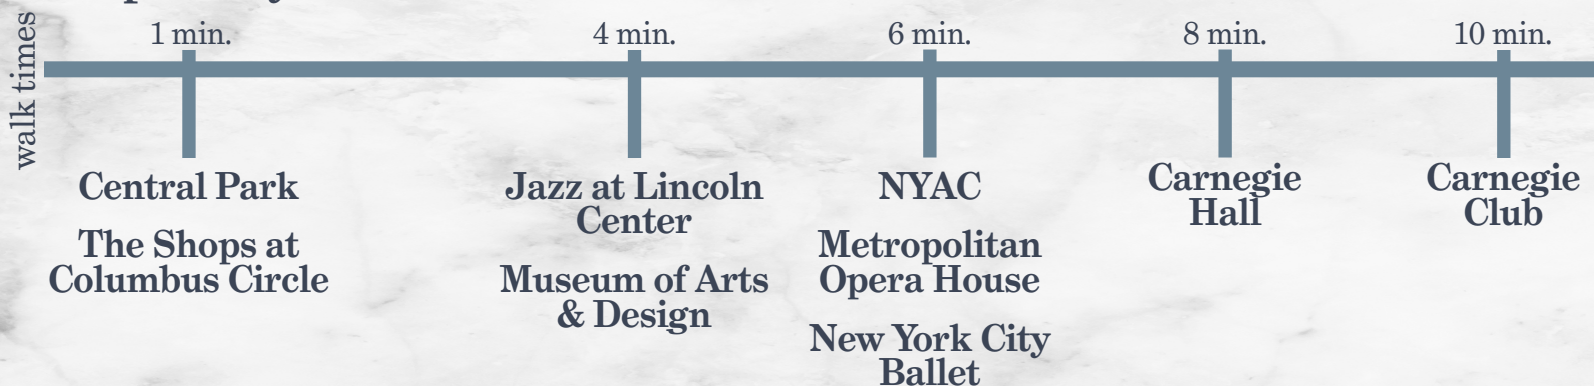 walk times
1 min.
4 min.
6 min.
8 min.
10 min.
Central Park
The Shops at
Columbus Circle
Jazz at Lincoln
Center
Museum of Arts
& Design
NYAC
Metropolitan
Opera House
New York City
Ballet
Carnegie
Hall
Carnegie
Club